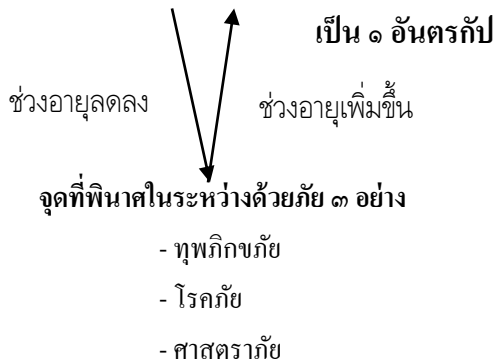 เป็น ๑ อันตรกัป
ช่วงอายุลดลง ช่วงอายุเพิ่มขึ้น
จุดที่พินาศในระหว่างด้วยภัย ๓ อย่าง
- ทุพภิกขภัย
- โรคภัย
- ศาสตราภัย